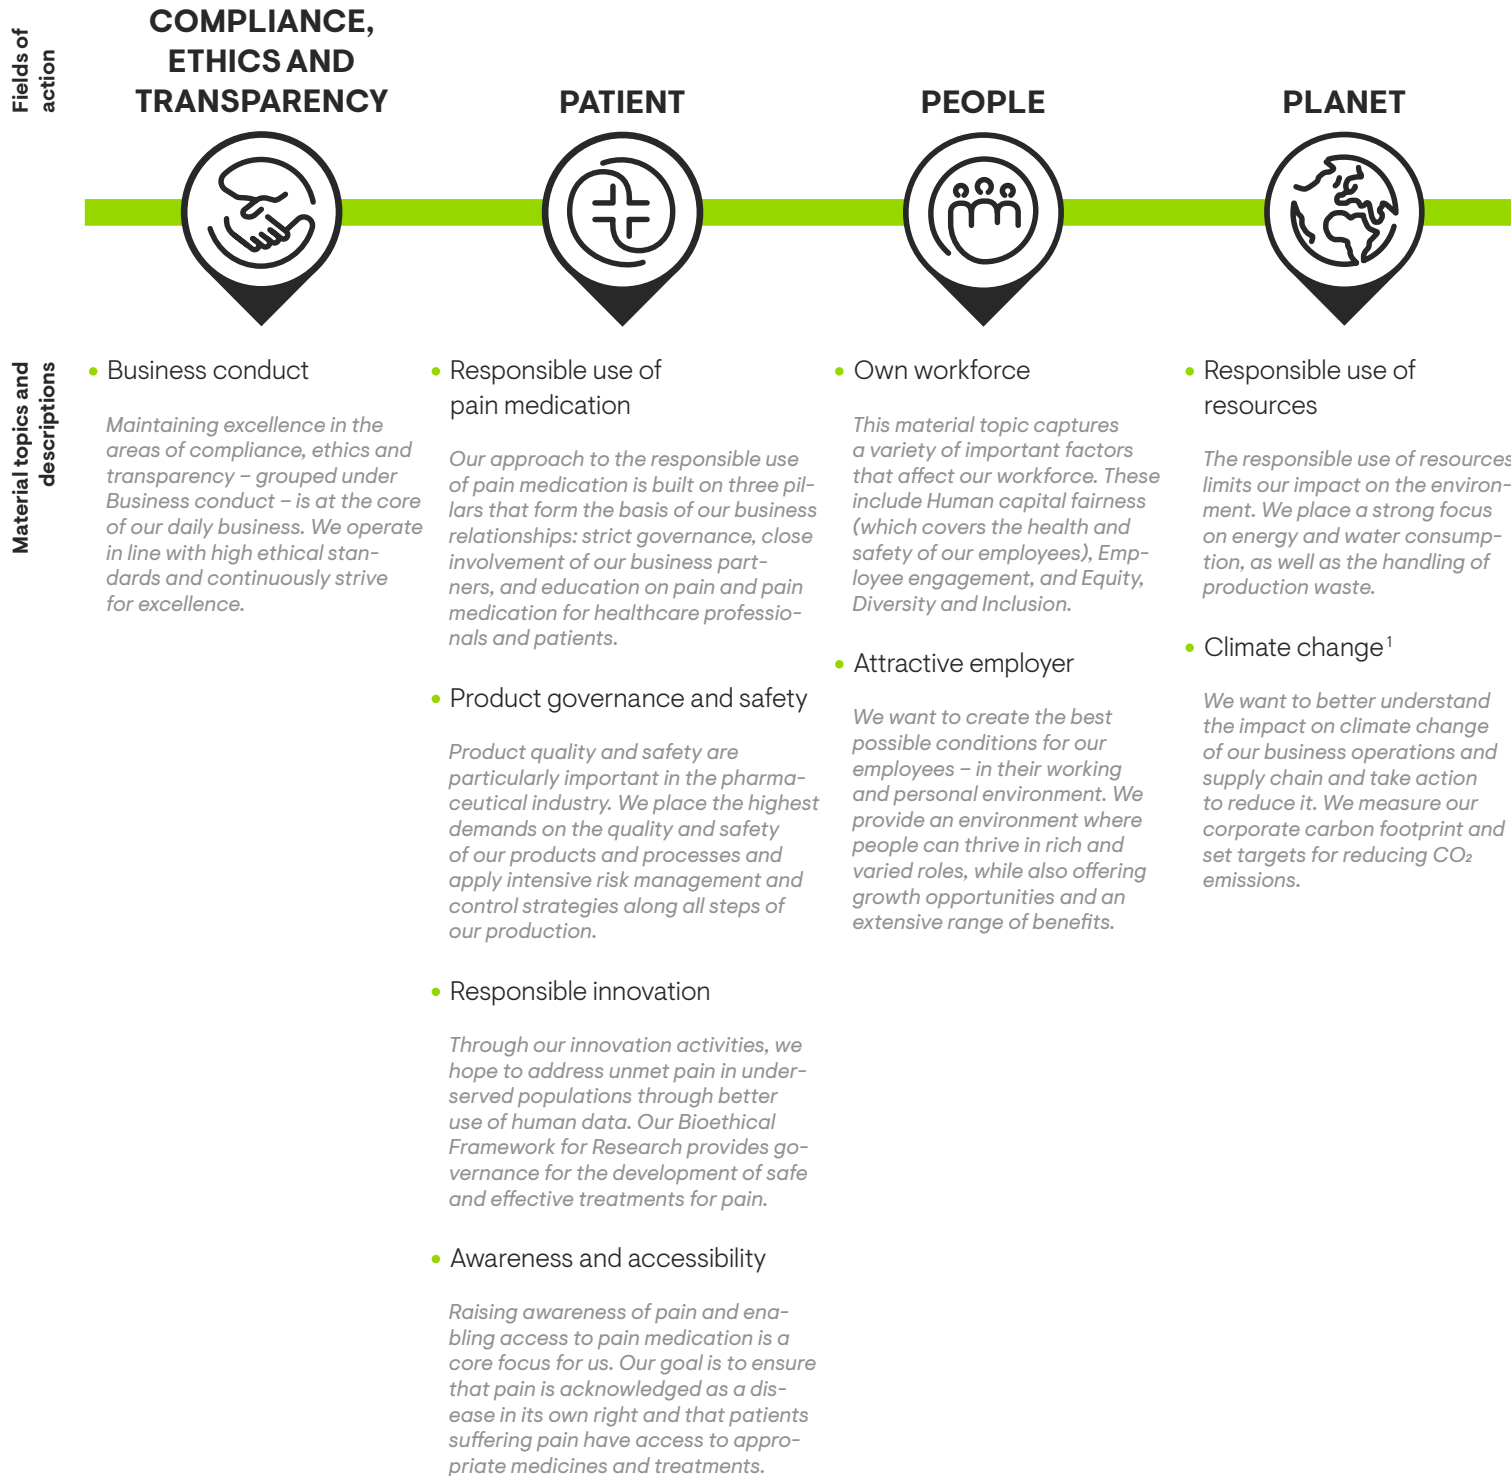 Fields of
action
COMPLIANCE,
ETHICS AND
TRANSPARENCY
PATIENT
PEOPLE
PLANET
Material topics and
descriptions
• Business conduct
Maintaining excellence in the
areas of compliance, ethics and
transparency – grouped under
Business conduct – is at the core
of our daily business. We operate
in line with high ethical stan-
dards and continuously strive
for excellence.
• Responsible use of
pain medication
Our approach to the responsible use
of pain medication is built on three pil-
lars that form the basis of our business
relationships: strict governance, close
involvement of our business part-
ners, and education on pain and pain
medication for healthcare professio-
nals and patients.
• Product governance and safety
Product quality and safety are
particularly important in the pharma-
ceutical industry. We place the highest
demands on the quality and safety
of our products and processes and
apply intensive risk management and
control strategies along all steps of
our production.
• Responsible innovation
Through our innovation activities, we
hope to address unmet pain in under-
served populations through better
use of human data. Our Bioethical
Framework for Research provides go-
vernance for the development of safe
and effective treatments for pain.
• Awareness and accessibility
Raising awareness of pain and ena-
bling access to pain medication is a
core focus for us. Our goal is to ensure
that pain is acknowledged as a dis-
ease in its own right and that patients
suffering pain have access to appro-
priate medicines and treatments.
• Own workforce
This material topic captures
a variety of important factors
that affect our workforce. These
include Human capital fairness
(which covers the health and
safety of our employees), Emp-
loyee engagement, and Equity,
Diversity and Inclusion.
• Attractive employer
We want to create the best
possible conditions for our
employees – in their working
and personal environment. We
provide an environment where
people can thrive in rich and
varied roles, while also offering
growth opportunities and an
extensive range of benefits.
• Responsible use of
resources
The responsible use of resources
limits our impact on the environ-
ment. We place a strong focus
on energy and water consump-
tion, as well as the handling of
production waste.
• Climate change¹
We want to better understand
the impact on climate change
of our business operations and
supply chain and take action
to reduce it. We measure our
corporate carbon footprint and
set targets for reducing CO₂
emissions.